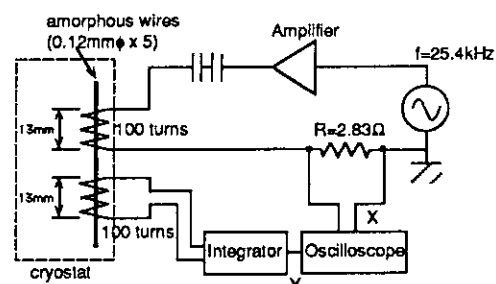 amorphous wires
(0.12mmφ x 5)
Amplifier
f=25.4kHz
13mm
100 turns
R=2.83Ω
13mm
100 turns
X
Integrator
Oscilloscope
Y
cryostat